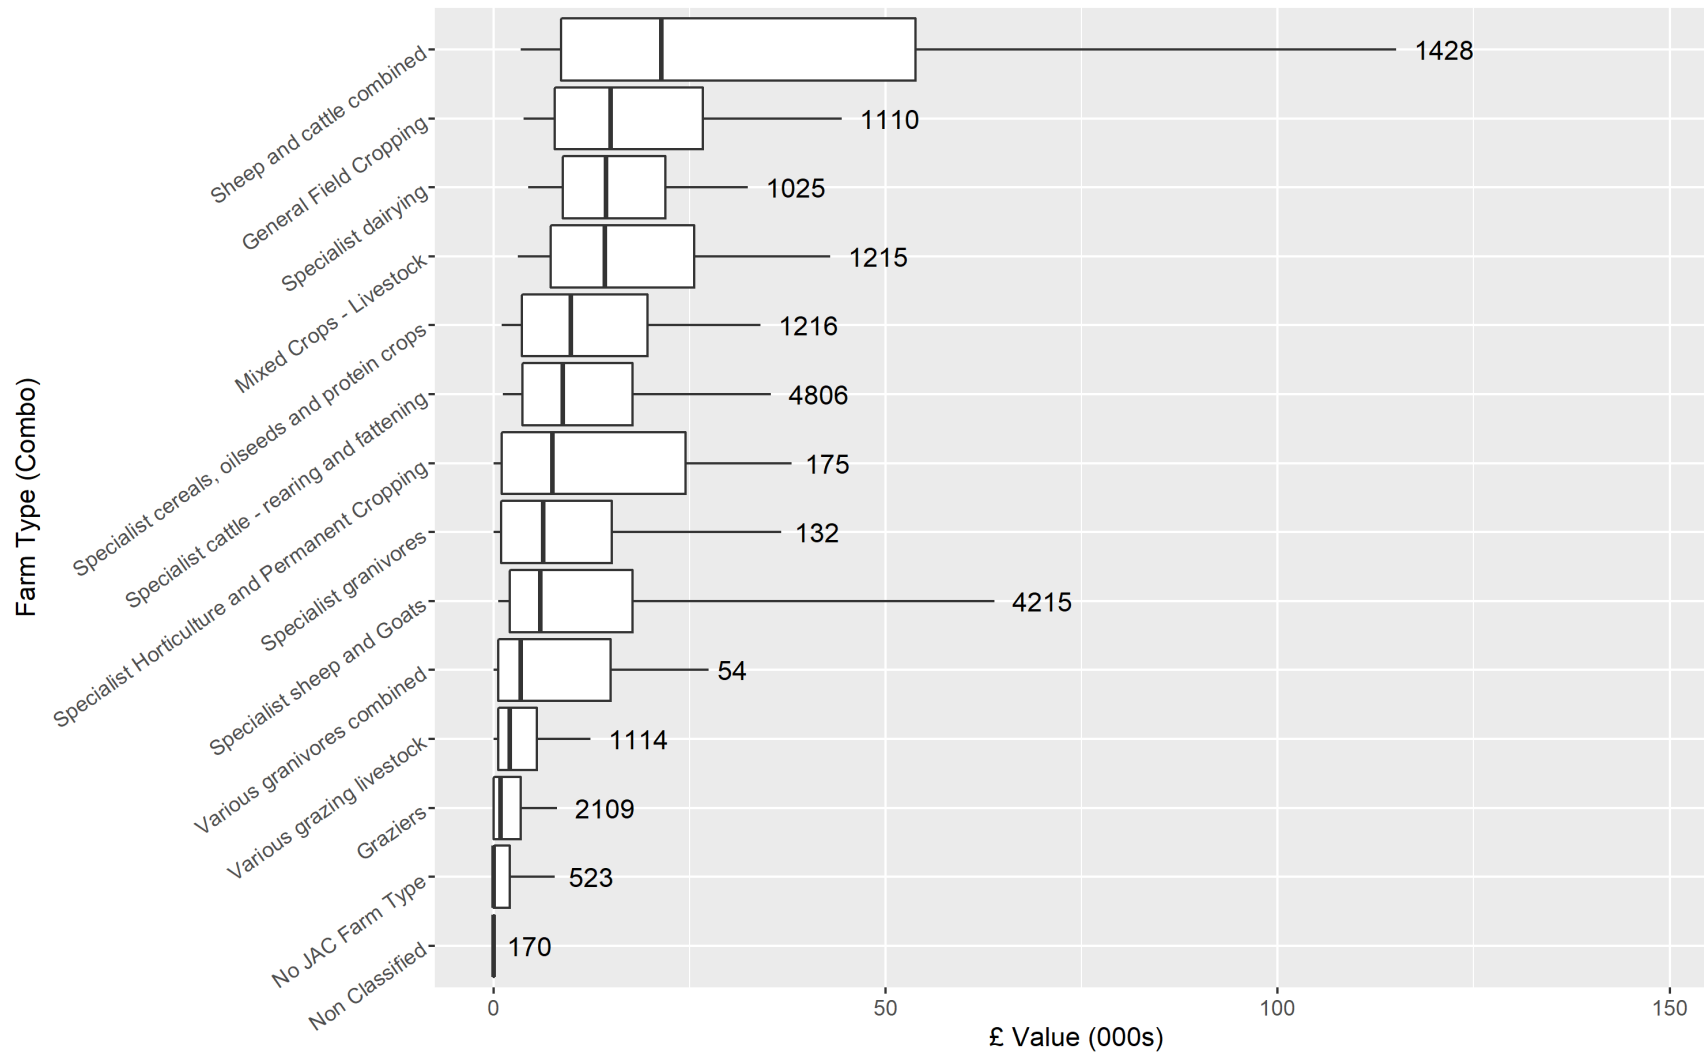 Farm Type (Combo)
Sheep and cattle combined
1428
General Field Cropping
1110
Specialist dairying
1025
Mixed Crops - Livestock
1215
Specialist cereals, oilseeds and protein crops
1216
Specialist cattle - rearing and fattening
4806
Specialist Horticulture and Permanent Cropping
175
Specialist granivores
132
Specialist sheep and Goats
4215
Various granivores combined
54
Various grazing livestock
1114
Graziers
2109
No JAC Farm Type
523
Non Classified
170
0 50 100 150
£ Value (000s)